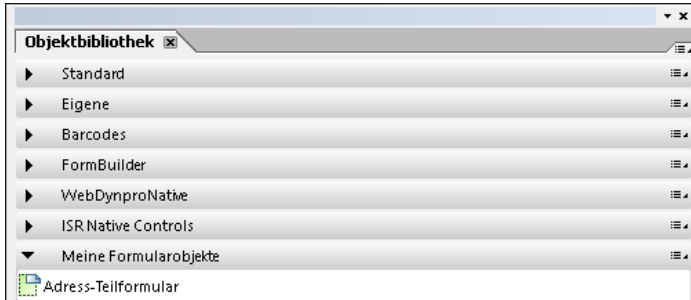 Objektbibliothek
Standard
Eigene
Barcodes
FormBuilder
WebDynproNative
ISR Native Controls
Meine Formularobjekte
Adress-Teilformular